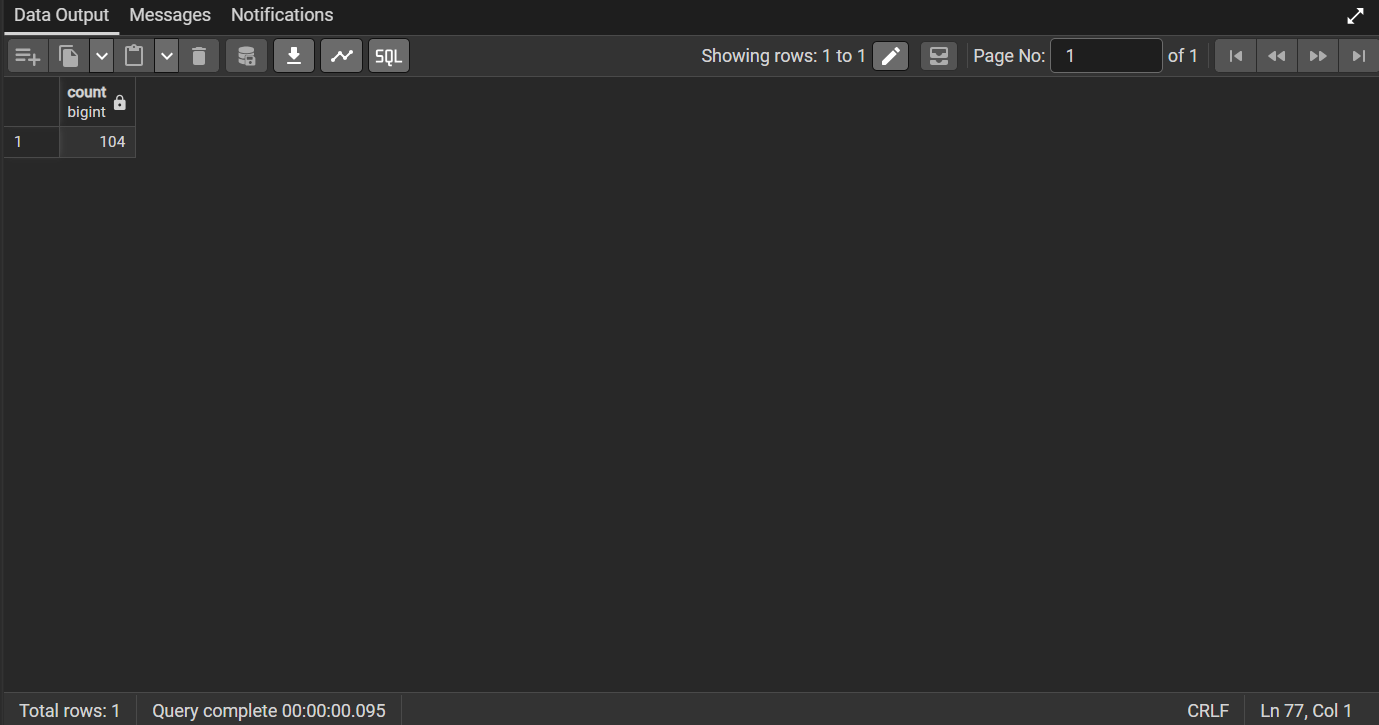 Data Output Messages Notifications
SQL Showing rows: 1 to 1 Page No: 1 of 1
count
bigint
1 104
Total rows: 1 Query complete 00:00:00.095 CRLF Ln 77, Col 1